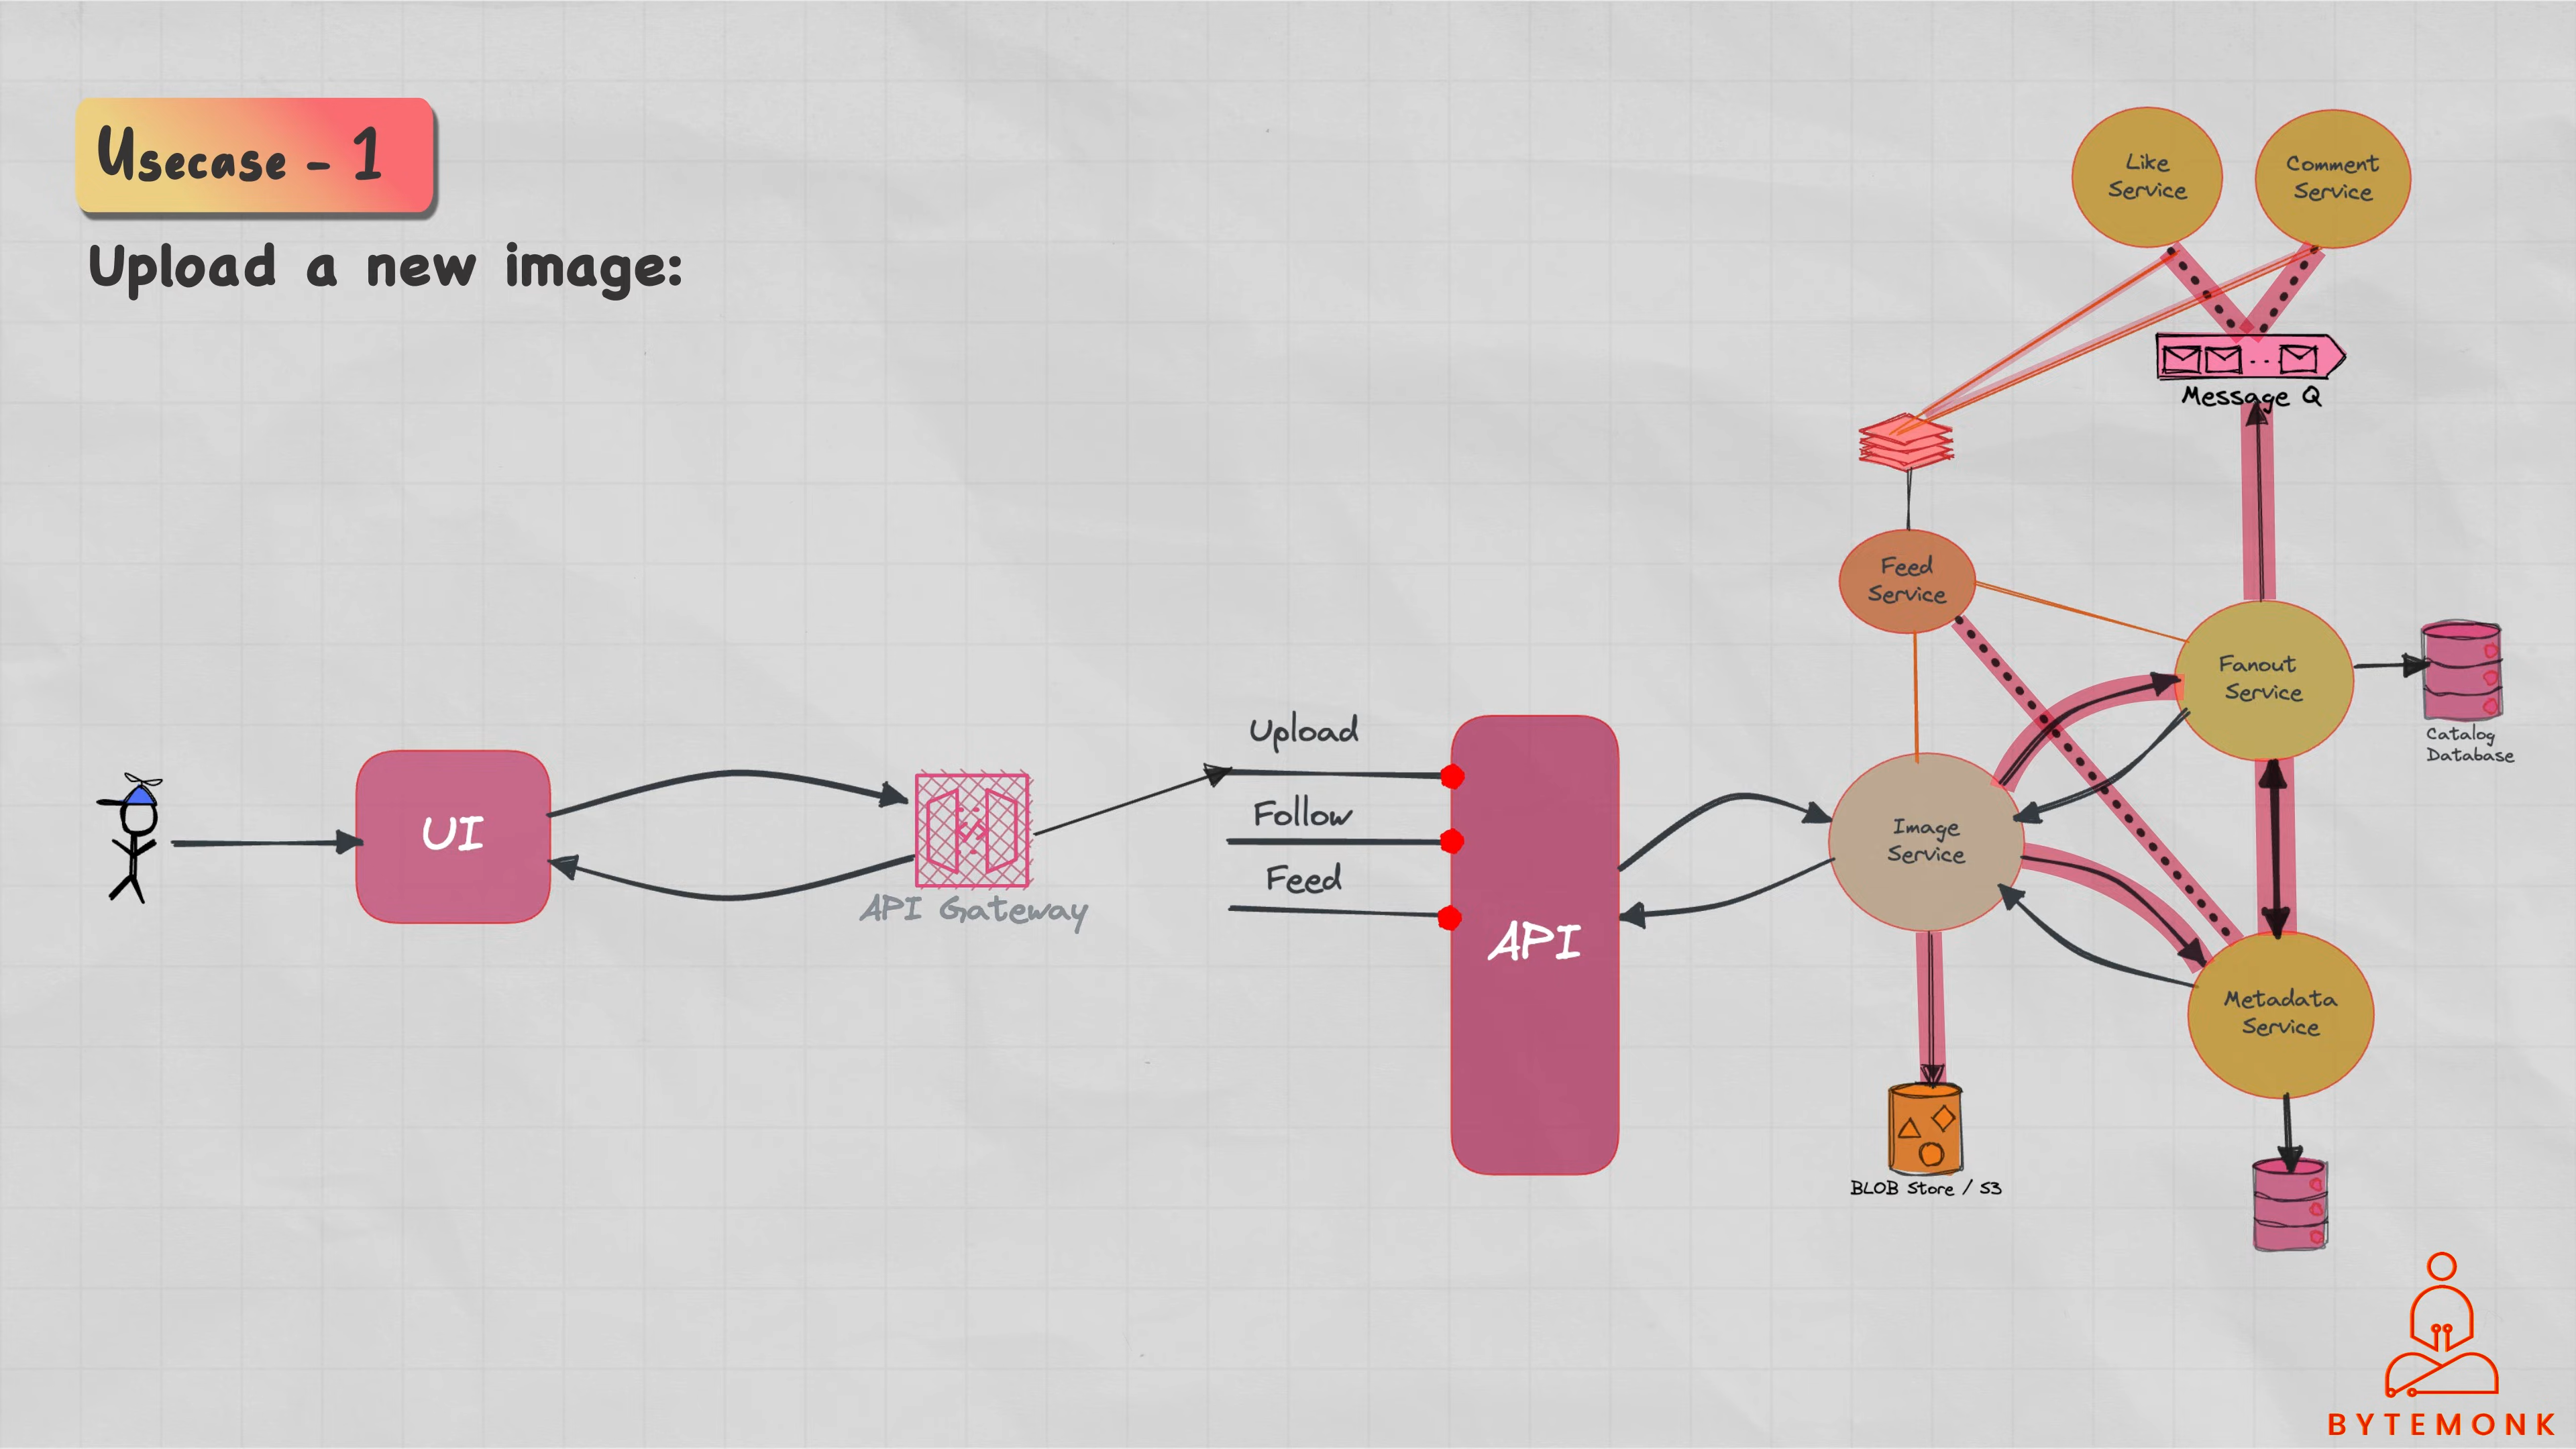 Usecase - 1
Upload a new image:
Like
Service
Comment
Service
Message Q
Feed
Service
Fanout
Service
Catalog
Database
Upload
Follow
Feed
UI
API Gateway
API
Image
Service
Metadata
Service
BLOB Store / S3
BYTEMONK